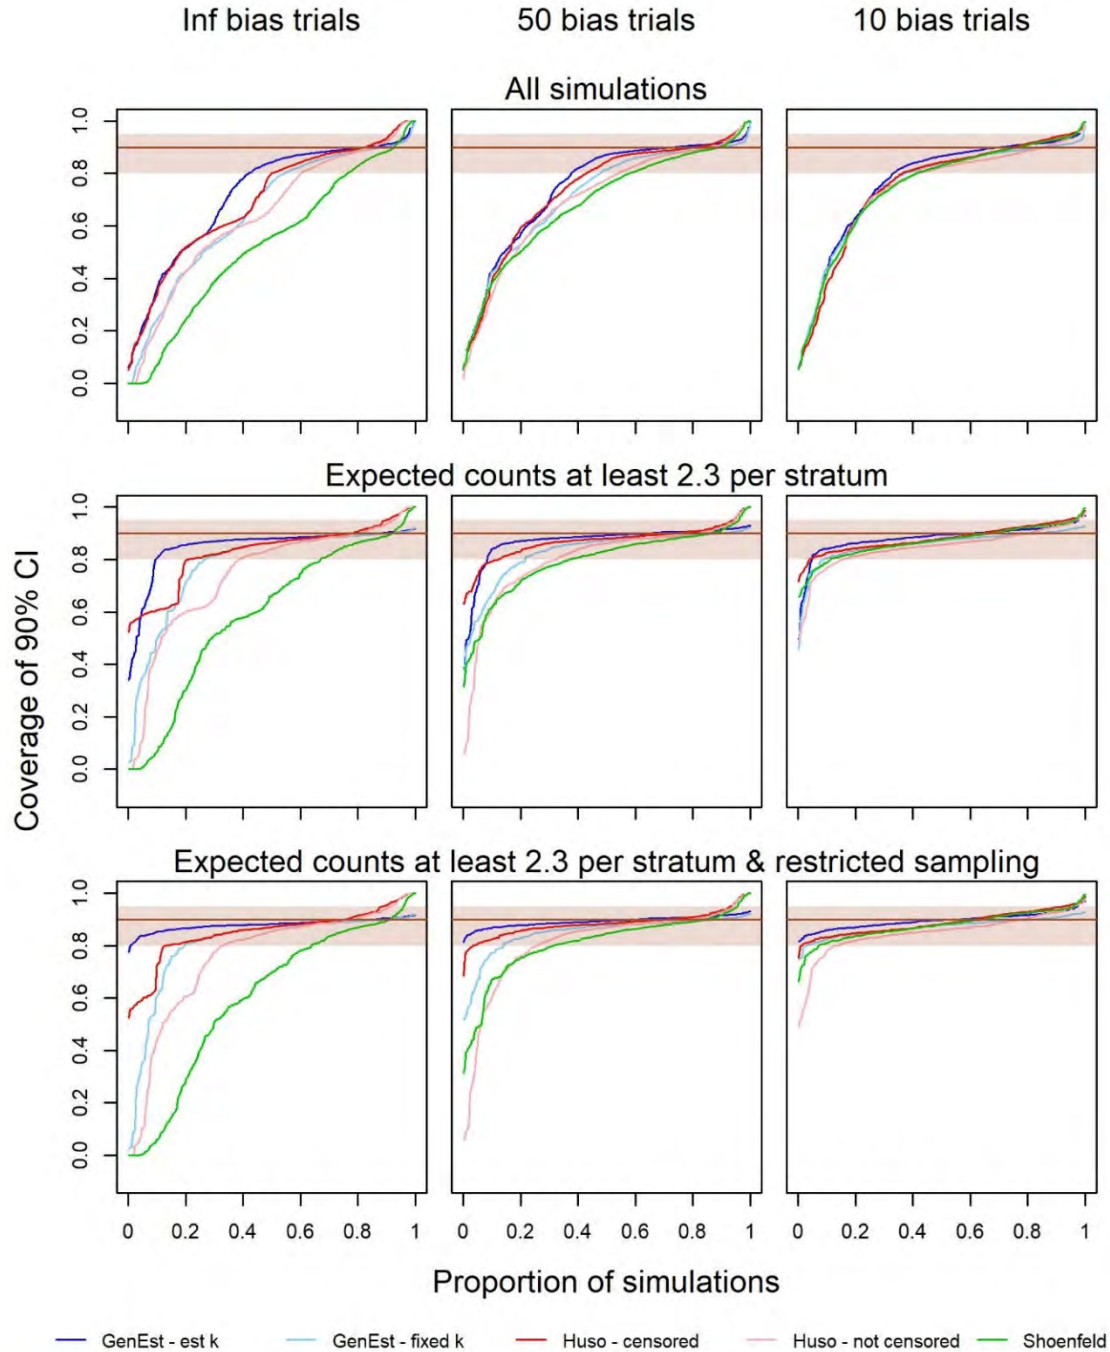 Inf bias trials 50 bias trials 10 bias trials
All simulations
1.0
0.8
0.6
0.4
0.2
0.0
Expected counts at least 2.3 per stratum
1.0
0.8
0.6
0.4
0.2
0.0
Coverage of 90% CI
Expected counts at least 2.3 per stratum & restricted sampling
1.0
0.8
0.6
0.4
0.2
0.0
0 0.2 0.4 0.6 0.8 1 0 0.2 0.4 0.6 0.8 1 0 0.2 0.4 0.6 0.8 1
Proportion of simulations
GenEst - est k GenEst - fixed k Huso - censored Huso - not censored Shoenfeld